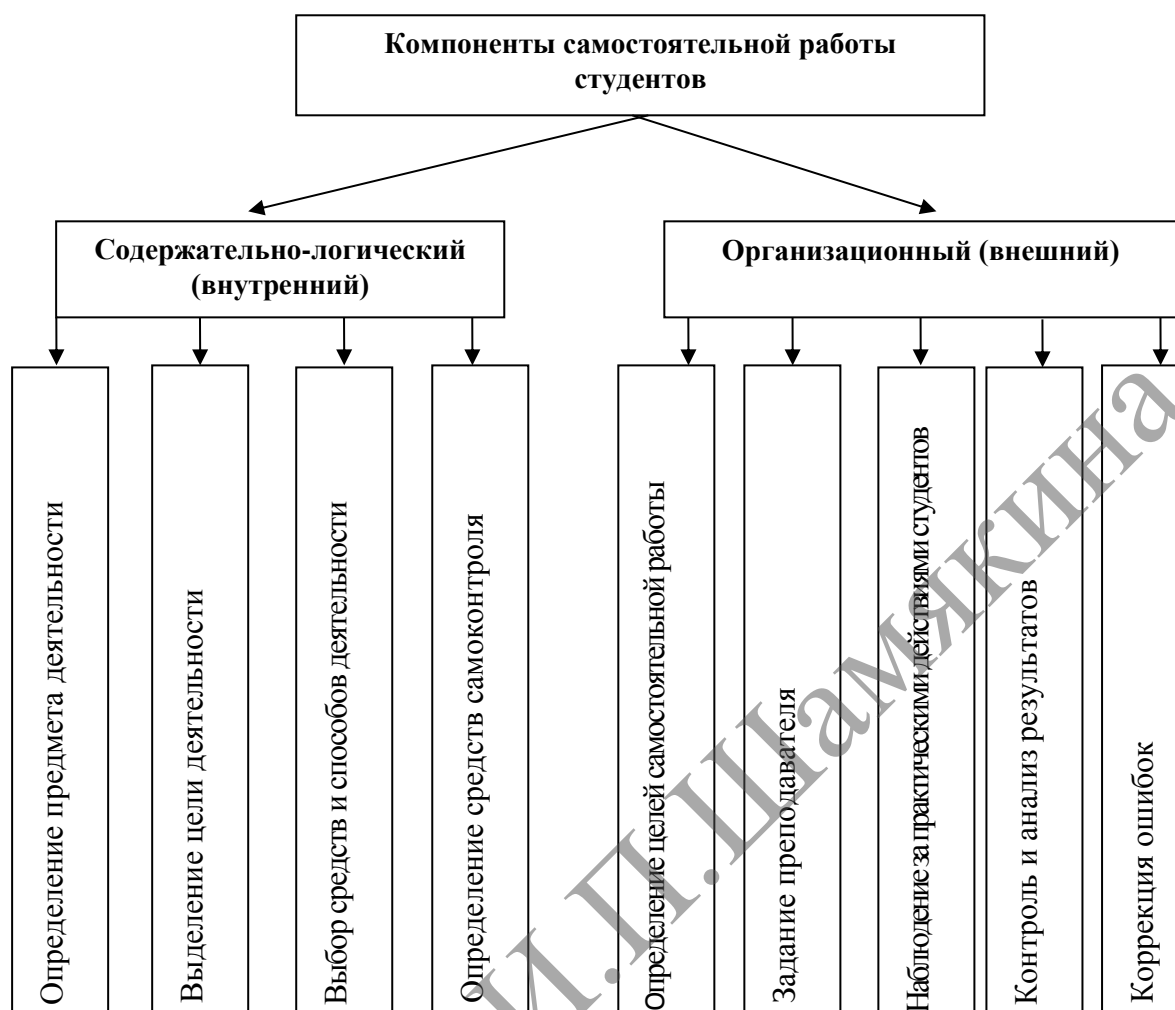 Компоненты самостоятельной работы
студентов
Содержательно-логический
(внутренний)
Организационный (внешний)
Определение предмета деятельности
Выделение цели деятельности
Выбор средств и способов деятельности
Определение средств самоконтроля
Определение целей самостоятельной работы
Задание преподавателя
Наблюдение за практическими действиями студентов
Контроль и анализ результатов
Коррекция ошибок
И.П.Шамякина